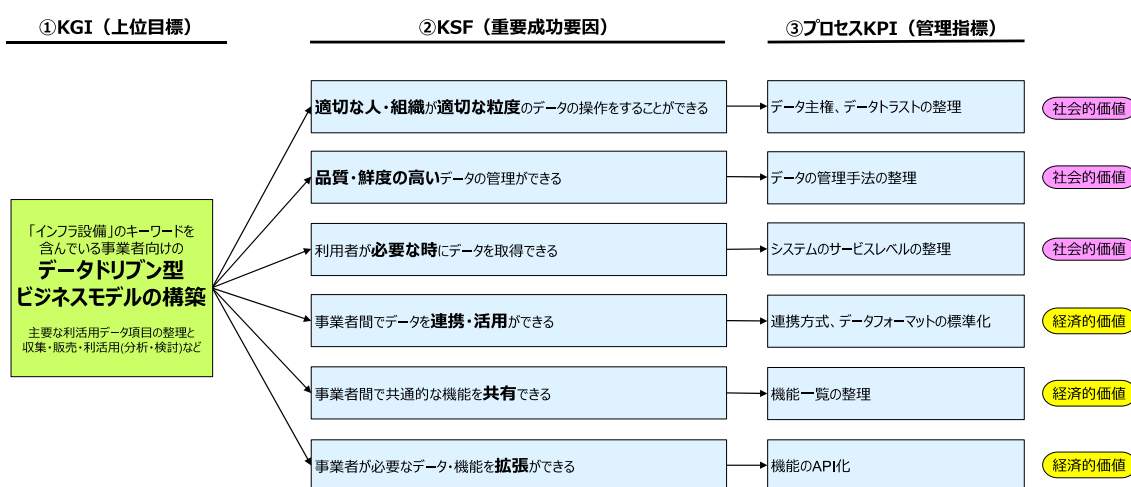 ①KGI（上位目標）
②KSF（重要成功要因）
③プロセスKPI（管理指標）
適切な人・組織が適切な粒度のデータの操作をすることができる
データ主権、データトラストの整理
社会的価値
品質・鮮度の高いデータの管理ができる
データの管理手法の整理
社会的価値
「インフラ設備」のキーワードを
含んでいる事業者向けの
データドリブン型
ビジネスモデルの構築
主要な利活用データ項目の整理と
収集・販売・利活用(分析・検討)など
利用者が必要な時にデータを取得できる
システムのサービスレベルの整理
社会的価値
事業者間でデータを連携・活用ができる
連携方式、データフォーマットの標準化
経済的価値
事業者間で共通的な機能を共有できる
機能一覧の整理
経済的価値
事業者が必要なデータ・機能を拡張ができる
機能のAPI化
経済的価値